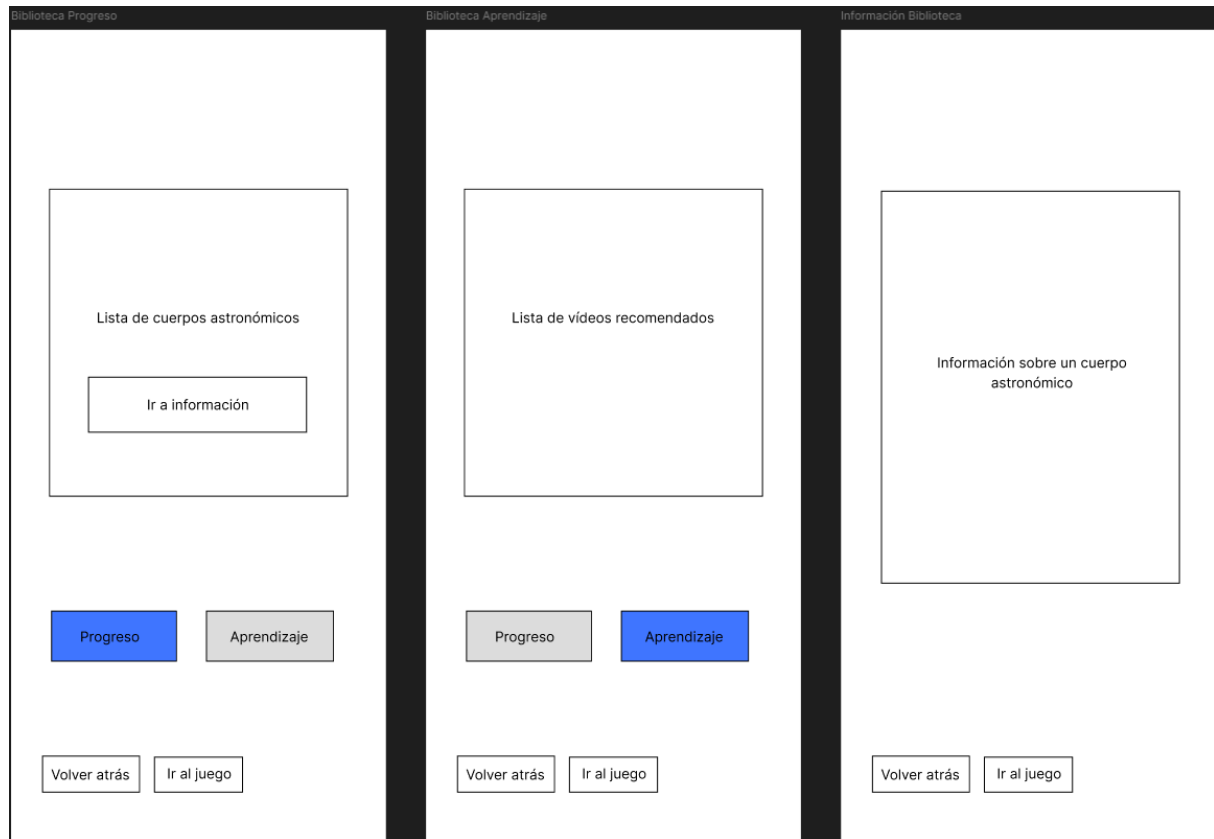 Biblioteca Progreso
Lista de cuerpos astronómicos
Ir a información
Progreso
Aprendizaje
Volver atrás
Ir al juego
Biblioteca Aprendizaje
Lista de vídeos recomendados
Progreso
Aprendizaje
Volver atrás
Ir al juego
Información Biblioteca
Información sobre un cuerpo
astronómico
Volver atrás
Ir al juego